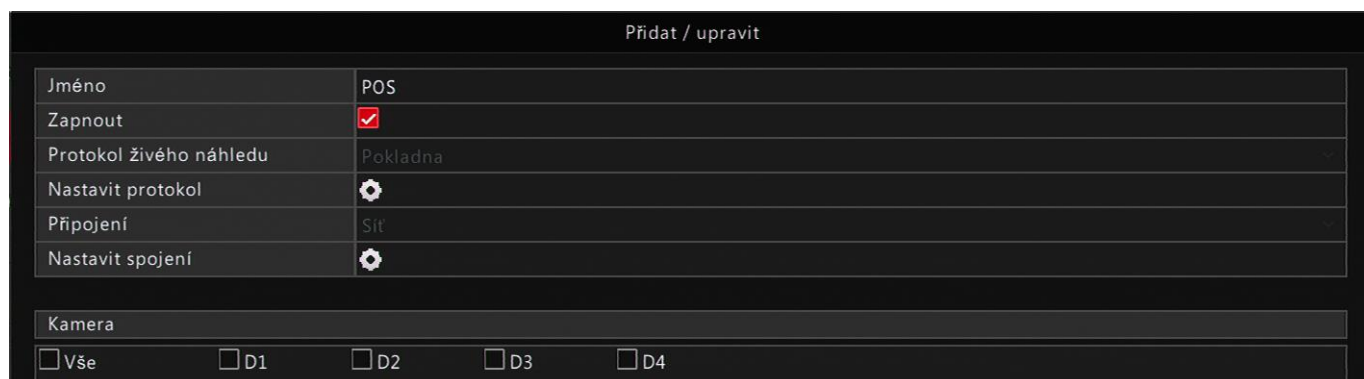 Přidat / upravit
Jméno POS
Zapnout
Protokol živého náhledu Pokladna
Nastavit protokol
Připojení Síť
Nastavit spojení
Kamera
Vše D1 D2 D3 D4